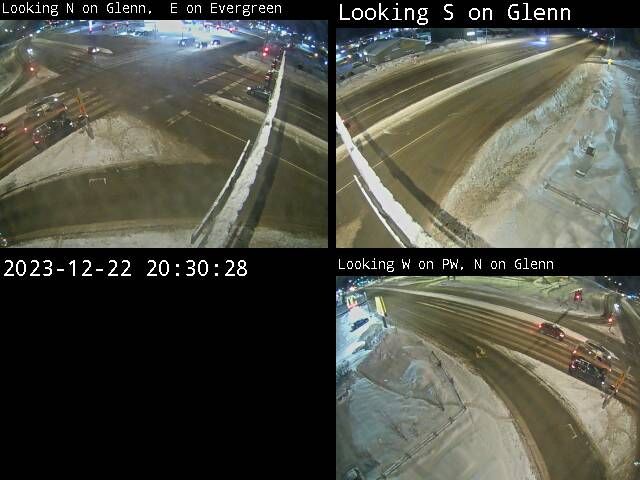 Looking N on Glenn,  E on Evergreen
Looking S on Glenn
2023-12-22 20:30:28
Looking W on PW, N on Glenn